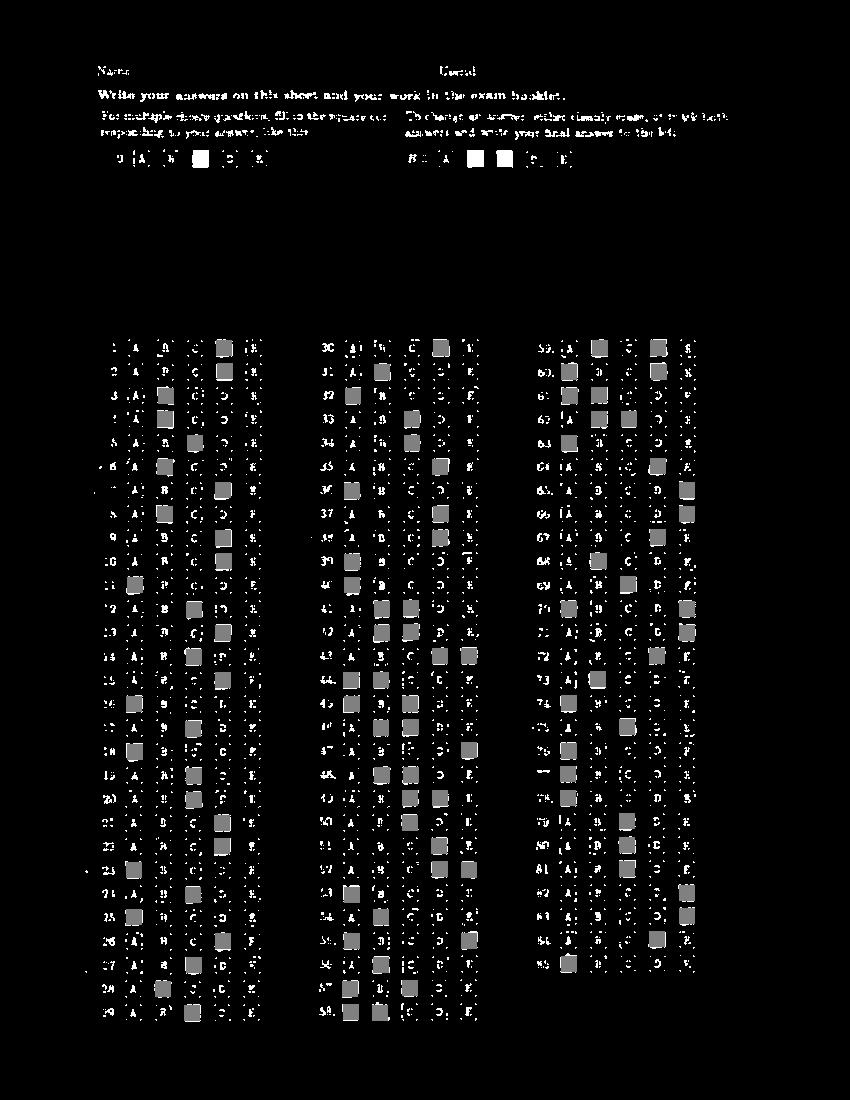 Name Userid
Write your answers on this sheet and your work in the exam booklet.
For multiple choice questions, fill in the square cor-
responding to your answer, like this
To change an answer, either cleanly erase, or mark both
answers and write your final answer to the left
0 A B D E
B : A D E
1 A B C E
2 A B C E
3 A C D E
4 A C D E
5 A B D E
6 A C D E
7 A B C E
8 A C D E
9 A B C E
10 A B C E
11 B C D E
12 A B D E
13 A B C E
14 A B D E
15 A B C E
16 B C D E
17 A B D E
18 B C D E
19 A B D E
20 A B D E
21 A B C E
22 A B C E
23 B C D E
24 A B D E
25 B C D E
26 A B C E
27 A B D E
28 A C D E
29 A B D E
30 A B C E
31 A C D E
32 B C D E
33 A B D E
34 A B D E
35 A B C E
36 B C D E
37 A B C E
38 A B C E
39 B C D E
40 B C D E
41 A D E
42 A D E
43 A B C
44 C D E
45 B D E
46 A D E
47 A B C D
48 A D E
49 A B E
50 A B D E
51 A B C E
52 A B C
53 B C D E
54 A C D E
55 B C D
56 A C D E
57 B D E
58 C D E
59 A C E
60 B C E
61 C D E
62 A D E
63 B C D E
64 A B C E
65 A B C D
66 A B C D
67 A B C E
68 A C D E
69 A B D E
70 B C D
71 A B C D
72 A B C E
73 A C D E
74 B C D E
75 A B D E
76 B C D E
77 B C D E
78 B C D E
79 A B D E
80 A B D E
81 A B D E
82 A B C D
83 A B C D
84 A B C E
85 B C D E